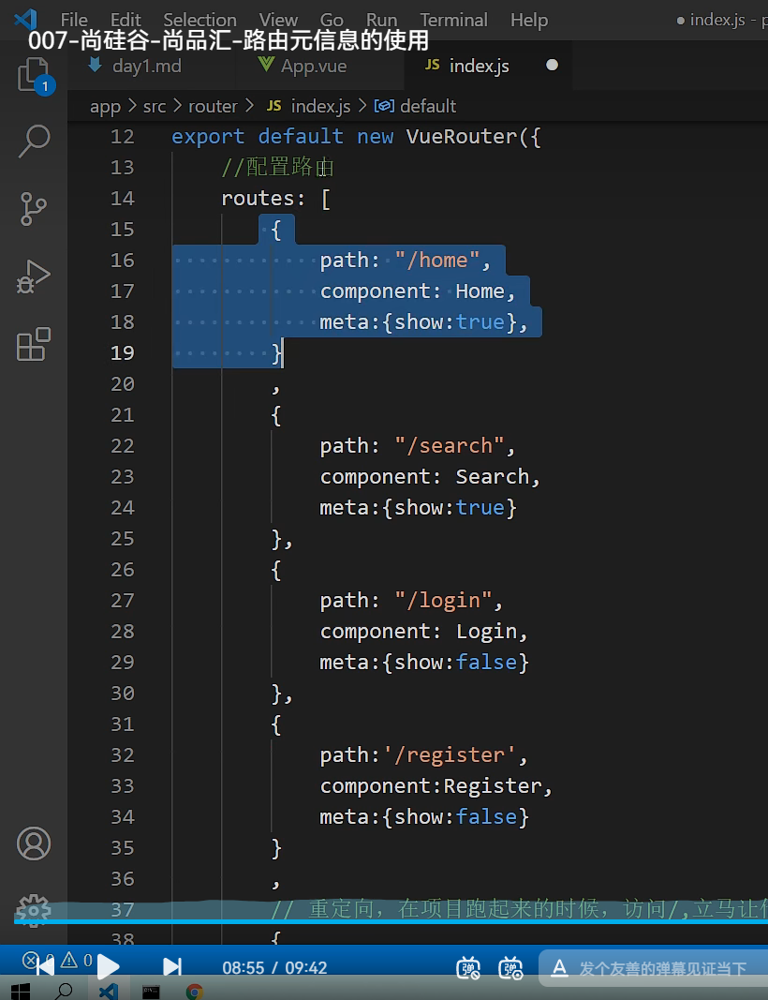 File Edit Selection View Go Run Terminal Help ● index.js - p
007-尚硅谷-尚品汇-路由元信息的使用
day1.md App.vue JS index.js ●
1
app > src > router > JS index.js > default
12 export default new VueRouter({
13 //配置路由
14 routes: [
15 {
16 path: "/home",
17 component: Home,
18 meta:{show:true},
19 }
20 ,
21 {
22 path: "/search",
23 component: Search,
24 meta:{show:true}
25 },
26 {
27 path: "/login",
28 component: Login,
29 meta:{show:false}
30 },
31 {
32 path:'/register',
33 component:Register,
34 meta:{show:false}
35 }
36 ,
37 // 重定向，在项目跑起来的时候，访问/,立马让
38 {
0 0
08:55 / 09:42 弹 弹 A 发个友善的弹幕见证当下